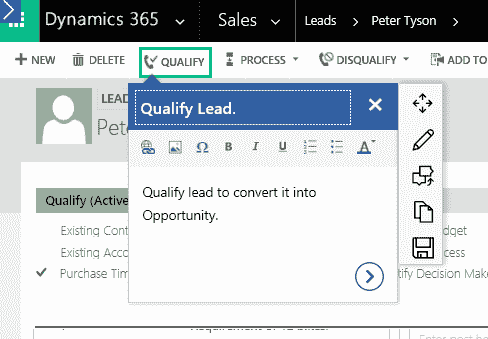 Dynamics 365 Sales Leads > Peter Tyson >
+ NEW DELETE QUALIFY PROCESS DISQUALIFY ADD TO
LEAD
Pete
Qualify Lead. ×
B I U A
Qualify lead to convert it into
Opportunity.
Qualify (Active
Existing Cont
Existing Acco
Purchase Tim
dget
cess
tify Decision Make